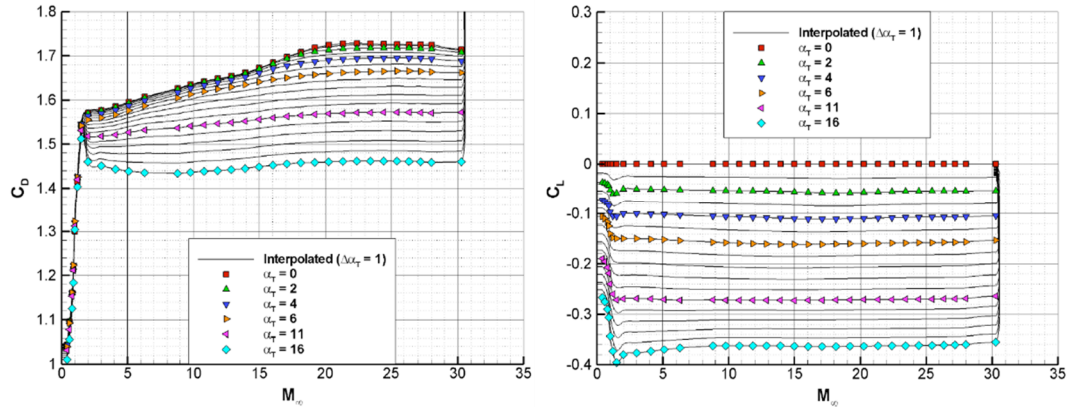 1.8
1.7
1.6
1.5
1.4
1.3
1.2
1.1
1
C_D
Interpolated (Δα_T = 1)
α_T = 0
α_T = 2
α_T = 4
α_T = 6
α_T = 11
α_T = 16
0 5 10 15 20 25 30 35
M_∞
0.3
0.2
0.1
0
-0.1
-0.2
-0.3
-0.4
C_L
Interpolated (Δα_T = 1)
α_T = 0
α_T = 2
α_T = 4
α_T = 6
α_T = 11
α_T = 16
0 5 10 15 20 25 30 35
M_∞